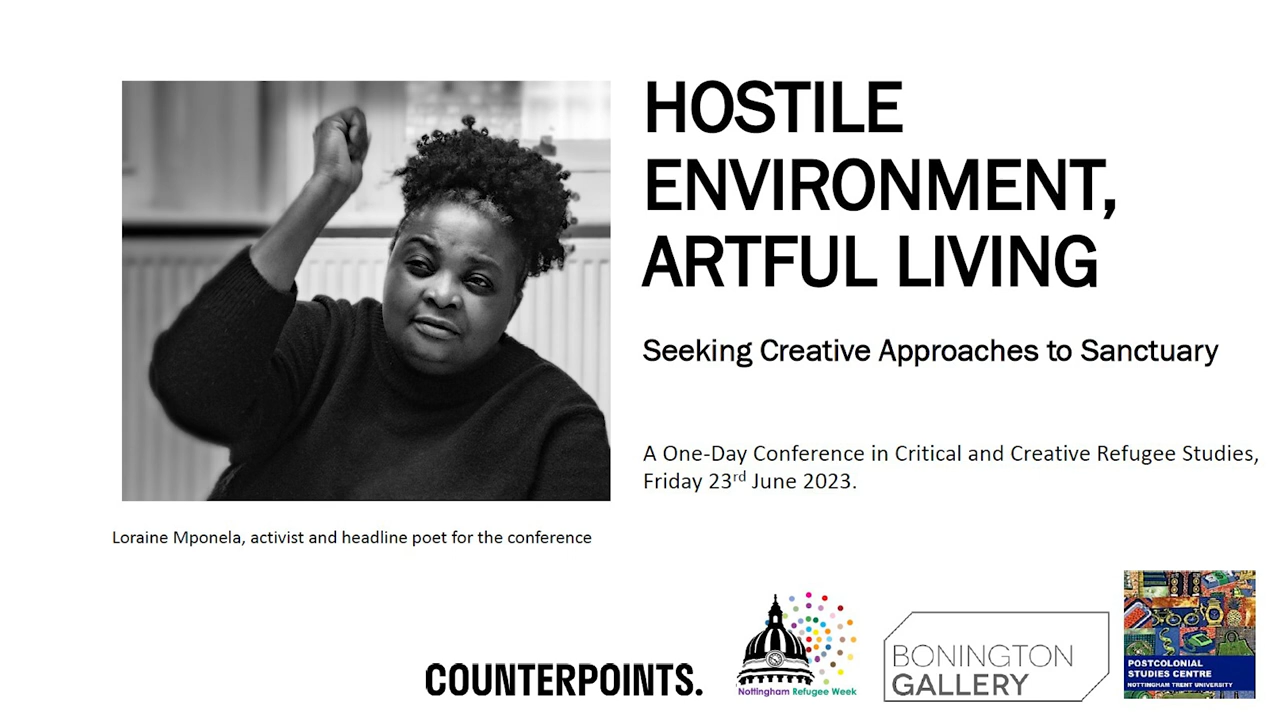 HOSTILE
ENVIRONMENT,
ARTFUL LIVING
Seeking Creative Approaches to Sanctuary
A One-Day Conference in Critical and Creative Refugee Studies,
Friday 23rd June 2023.
Loraine Mponela, activist and headline poet for the conference
COUNTERPOINTS.
Nottingham Refugee Week
BONINGTON
GALLERY
POSTCOLONIAL
STUDIES CENTRE
NOTTINGHAM TRENT UNIVERSITY